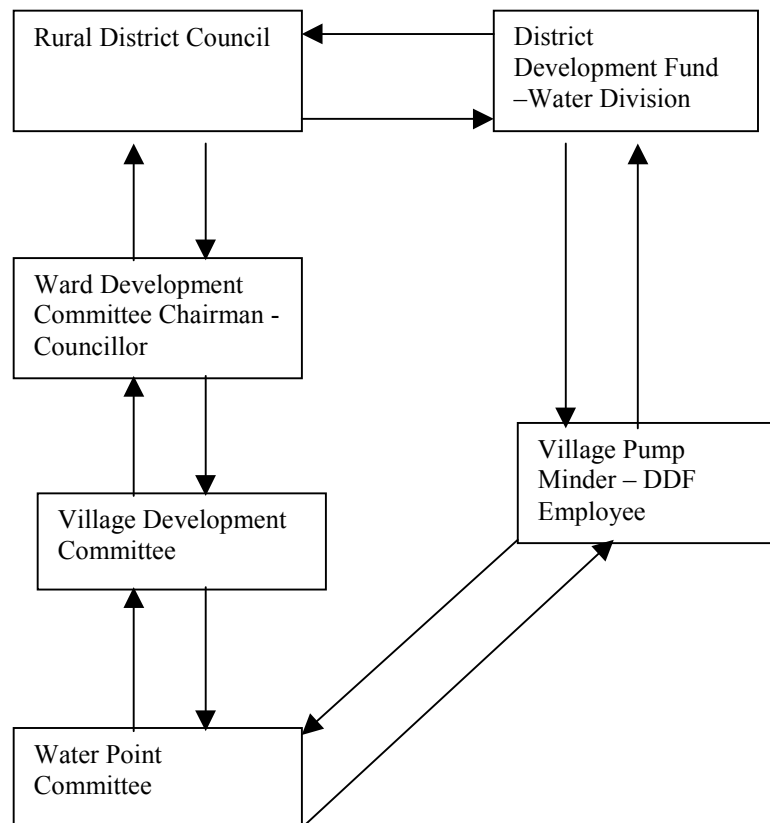 Rural District Council
District
Development Fund
–Water Division
Ward Development
Committee Chairman -
Councillor
Village Pump
Minder – DDF
Employee
Village Development
Committee
Water Point
Committee